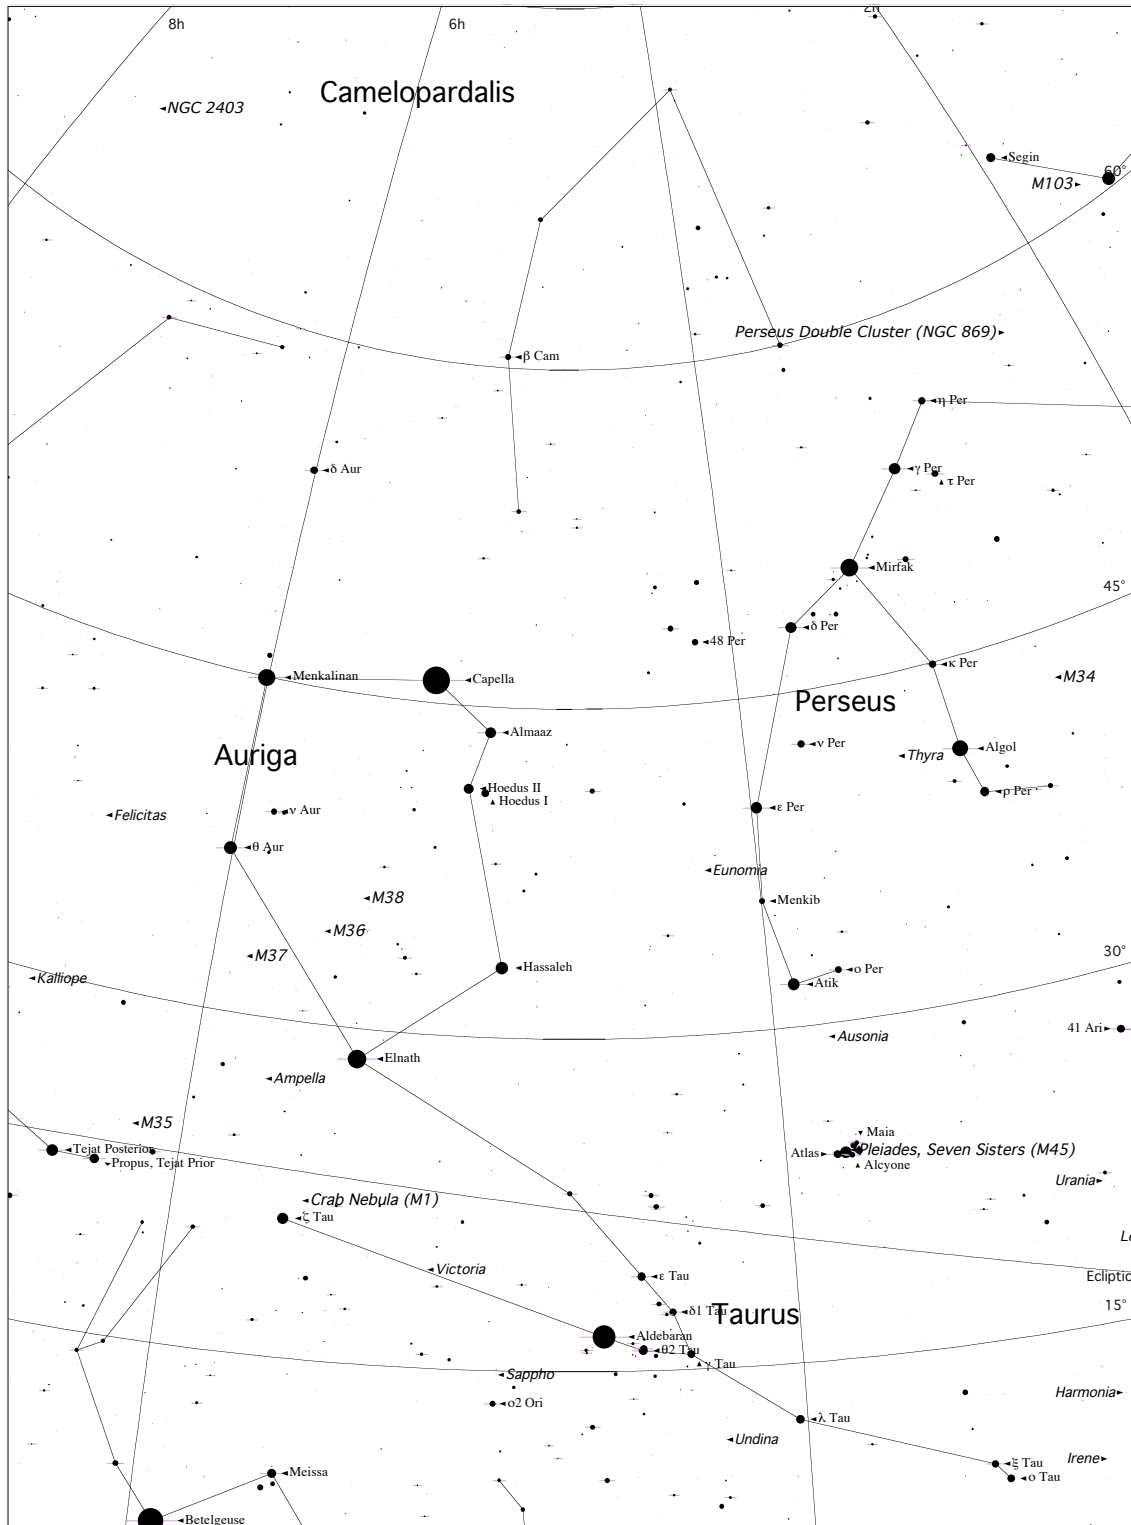 8h
6h
2h
Camelopardalis
NGC 2403
Segin
60°
M103
Perseus Double Cluster (NGC 869)
β Cam
η Per
δ Aur
γ Per
τ Per
Mirfak
45°
δ Per
48 Per
κ Per
Menkalinan
Capella
M34
Perseus
Almaaz
ν Per
Auriga
Thyra
Algol
Hoedus II
Hoedus I
ρ Per
ν Aur
ε Per
Felicitas
θ Aur
Eunomia
M38
Menkib
M36
M37
30°
Kalliope
Hassaleh
ο Per
Atik
41 Ari
Ausonia
Elnath
Ampella
M35
Maia
Tejat Posterior
Pleiades, Seven Sisters (M45)
Atlas
Propus, Tejat Prior
Alcyone
Urania
Crab Nebula (M1)
ζ Tau
Victoria
ε Tau
Ecliptic
15°
δ1 Tau
Taurus
Aldebaran
θ2 Tau
γ Tau
Sappho
Harmonia
ο2 Ori
λ Tau
Undina
Irene
ξ Tau
Meissa
ο Tau
Betelgeuse